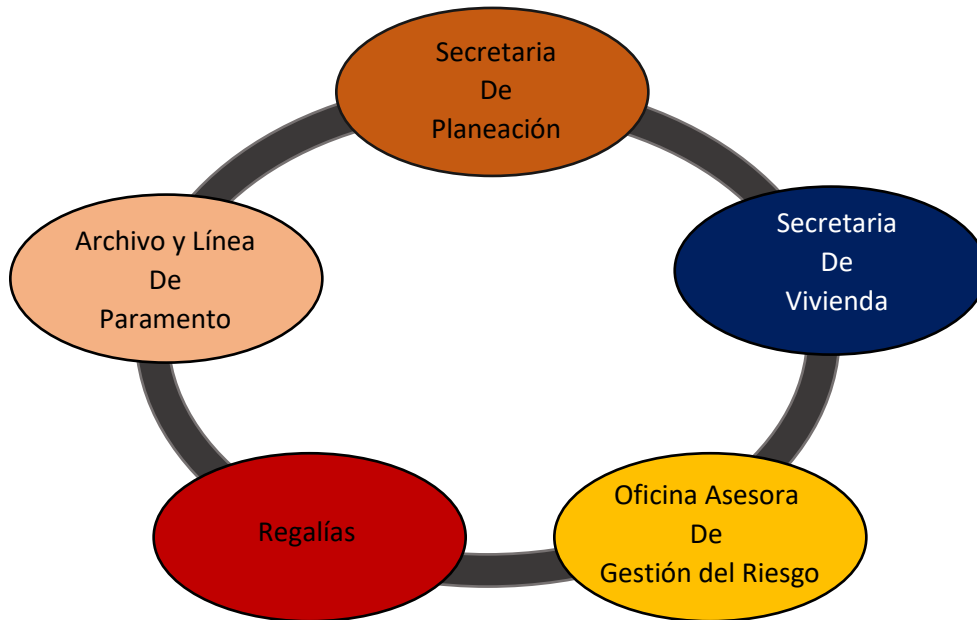 Secretaria
De
Planeación
Secretaria
De
Vivienda
Archivo y Línea
De
Paramento
Regalías
Oficina Asesora
De
Gestión del Riesgo